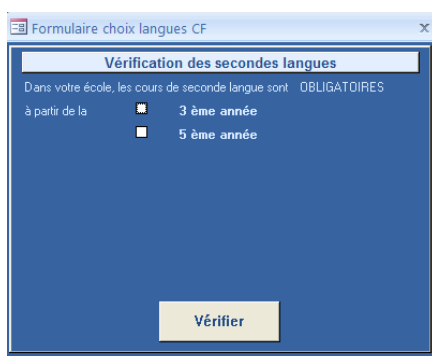 Formulaire choix langues CF
Vérification des secondes langues
Dans votre école, les cours de seconde langue sont OBLIGATOIRES
à partir de la 3 ème année
5 ème année
Vérifier